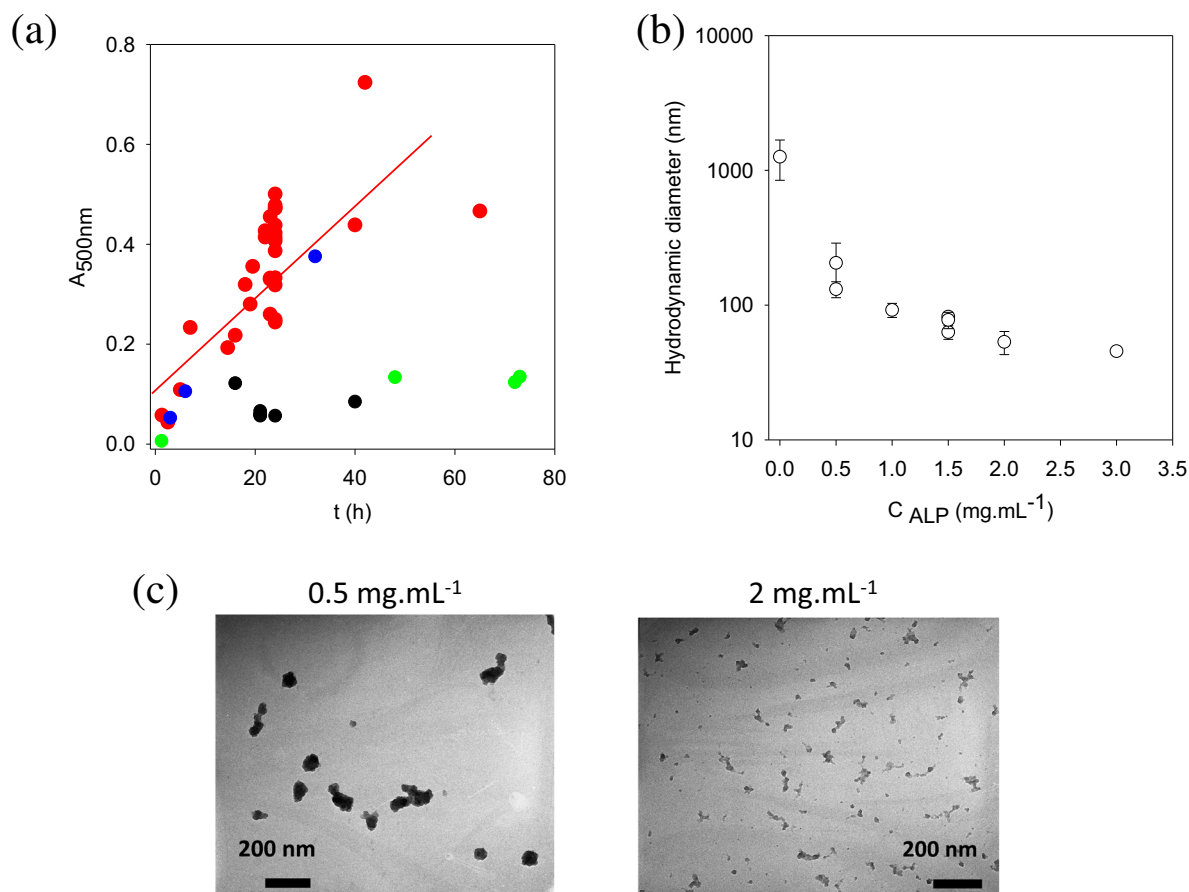 (a)
0.8
0.6
0.4
0.2
0.0
A500nm
0 20 40 60 80
t (h)
(b)
10000
1000
100
10
Hydrodynamic diameter (nm)
0.0 0.5 1.0 1.5 2.0 2.5 3.0 3.5
C ALP (mg.mL-1)
(c)
0.5 mg.mL-1
2 mg.mL-1
200 nm
200 nm